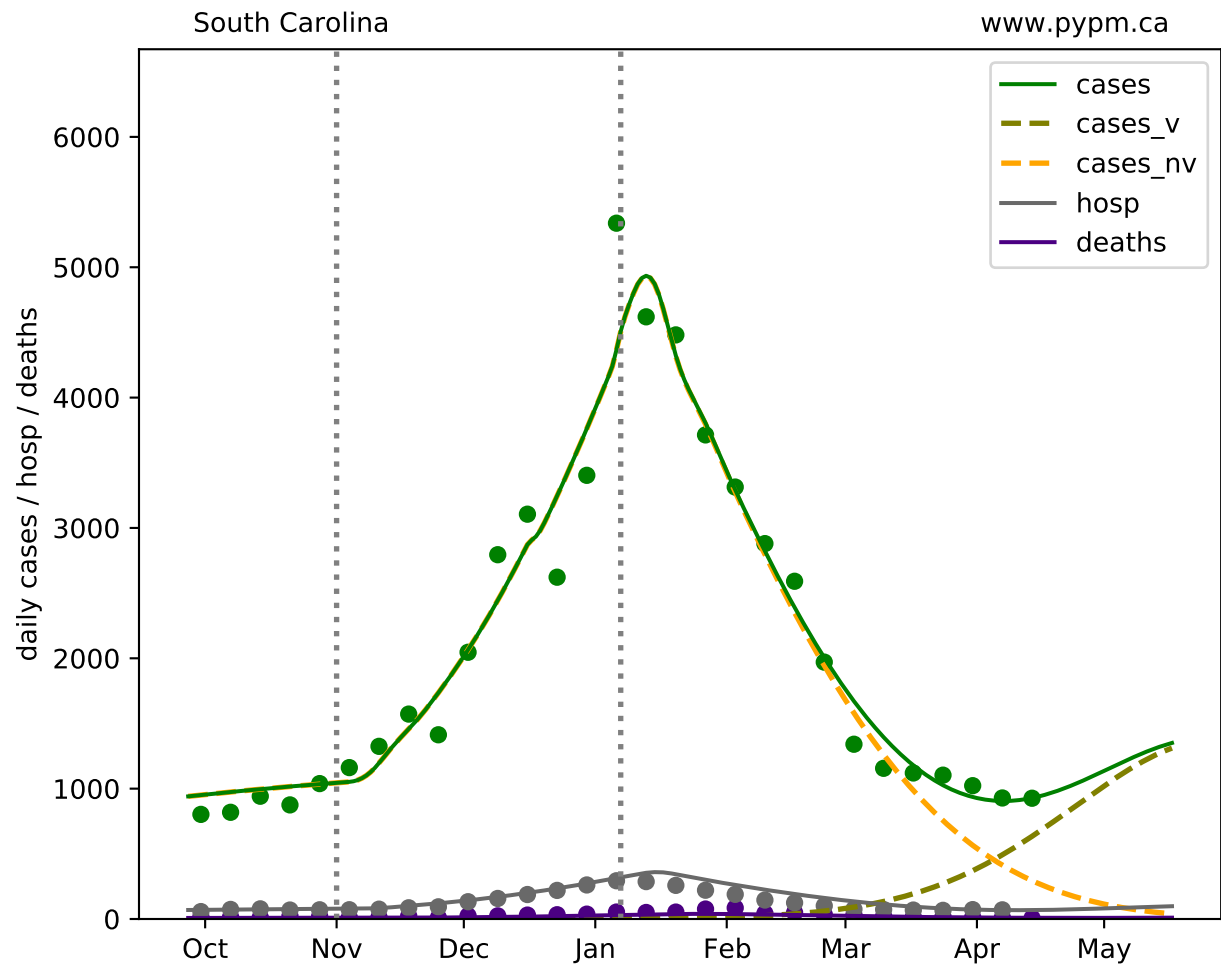 South Carolina
www.pypm.ca
cases
cases_v
cases_nv
hosp
deaths
daily cases / hosp / deaths
6000
5000
4000
3000
2000
1000
0
Oct
Nov
Dec
Jan
Feb
Mar
Apr
May